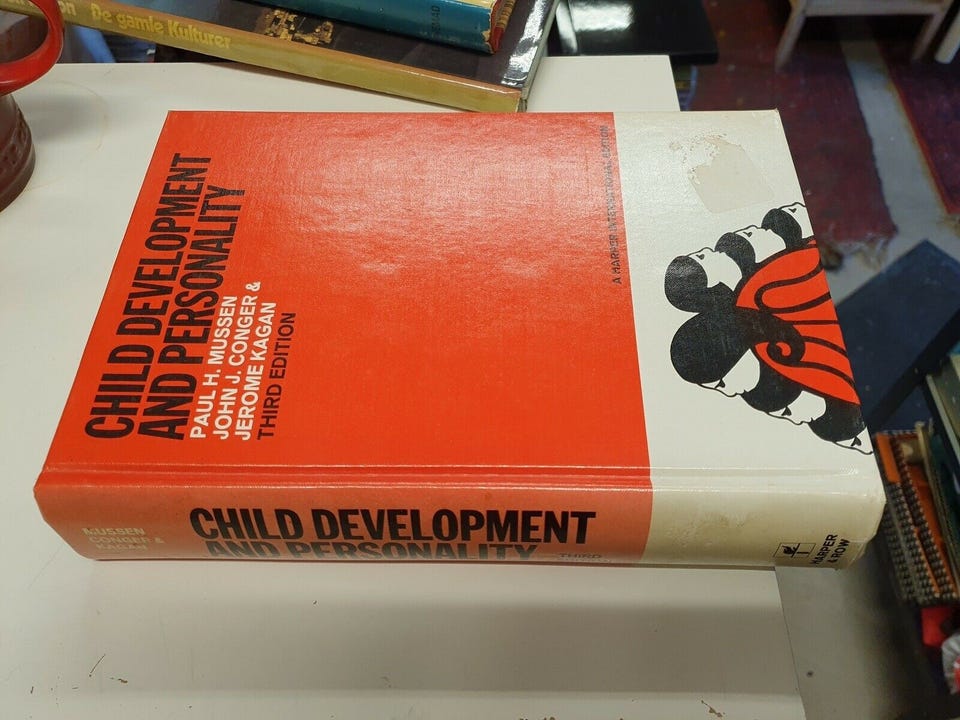 De gamle Kulturer
CHILD DEVELOPMENT
AND PERSONALITY
PAUL H. MUSSEN
JOHN J. CONGER &
JEROME KAGAN
THIRD EDITION
A HARPER INTERNATIONAL EDITION
MUSSEN
CONGER &
KAGAN
CHILD DEVELOPMENT
AND PERSONALITY
THIRD
HARPER
& ROW